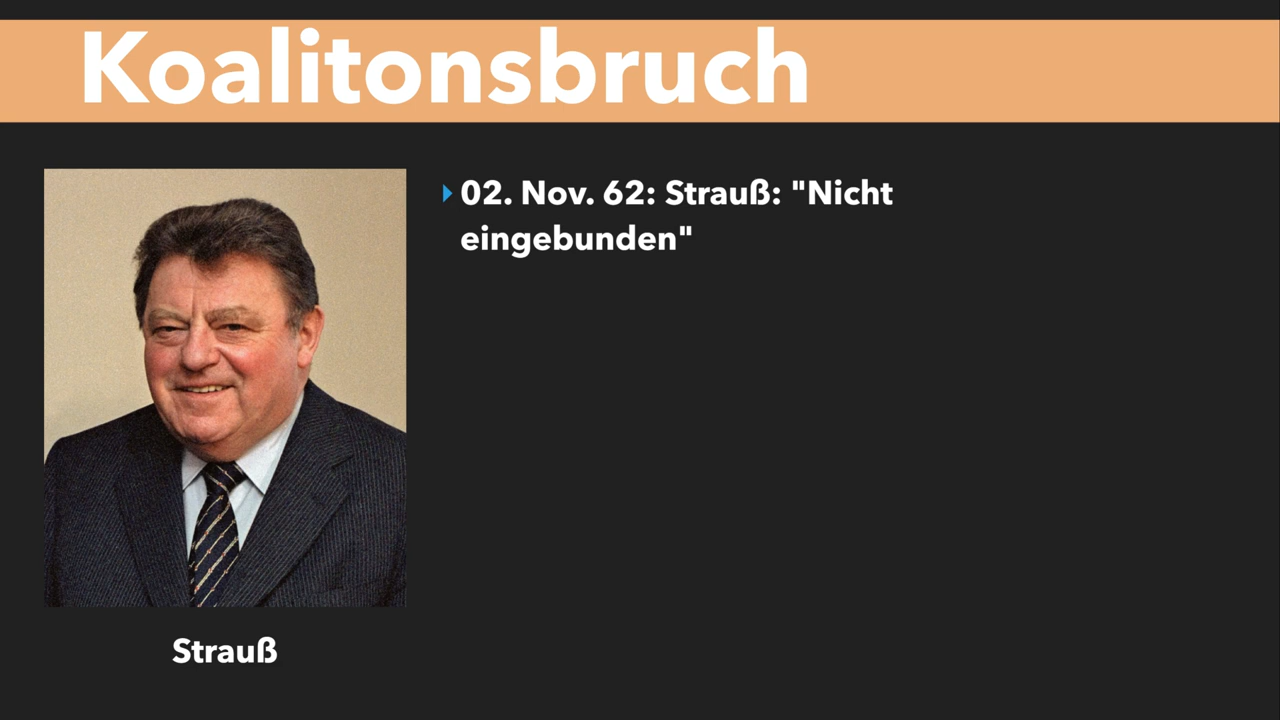 Koalitonsbruch
02. Nov. 62: Strauß: "Nicht
eingebunden"
Strauß